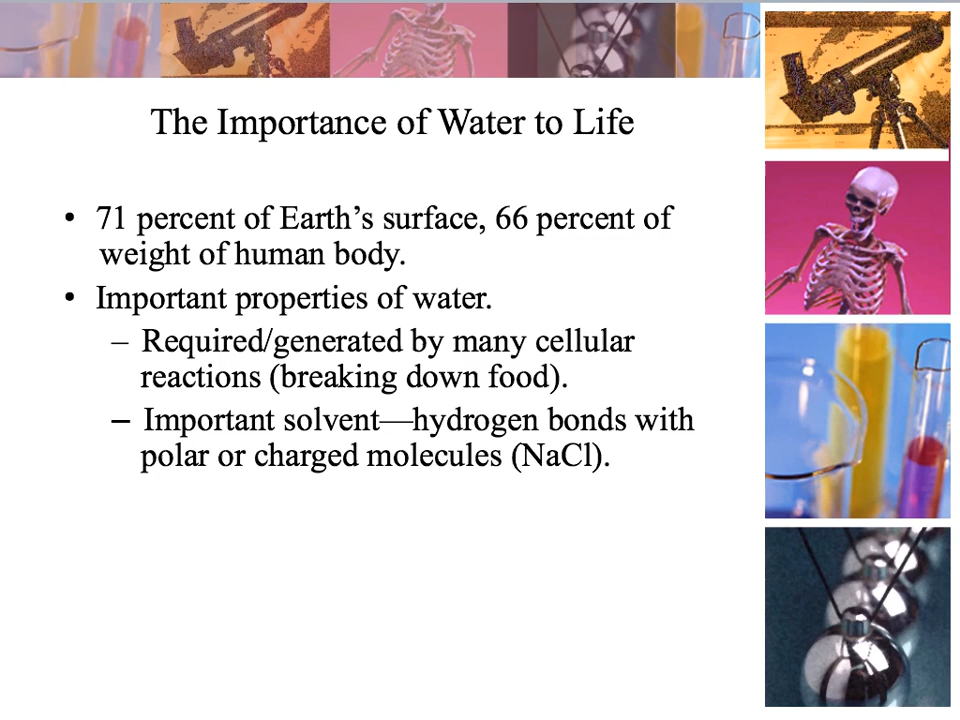 The Importance of Water to Life
• 71 percent of Earth’s surface, 66 percent of
weight of human body.
• Important properties of water.
– Required/generated by many cellular
reactions (breaking down food).
– Important solvent—hydrogen bonds with
polar or charged molecules (NaCl).